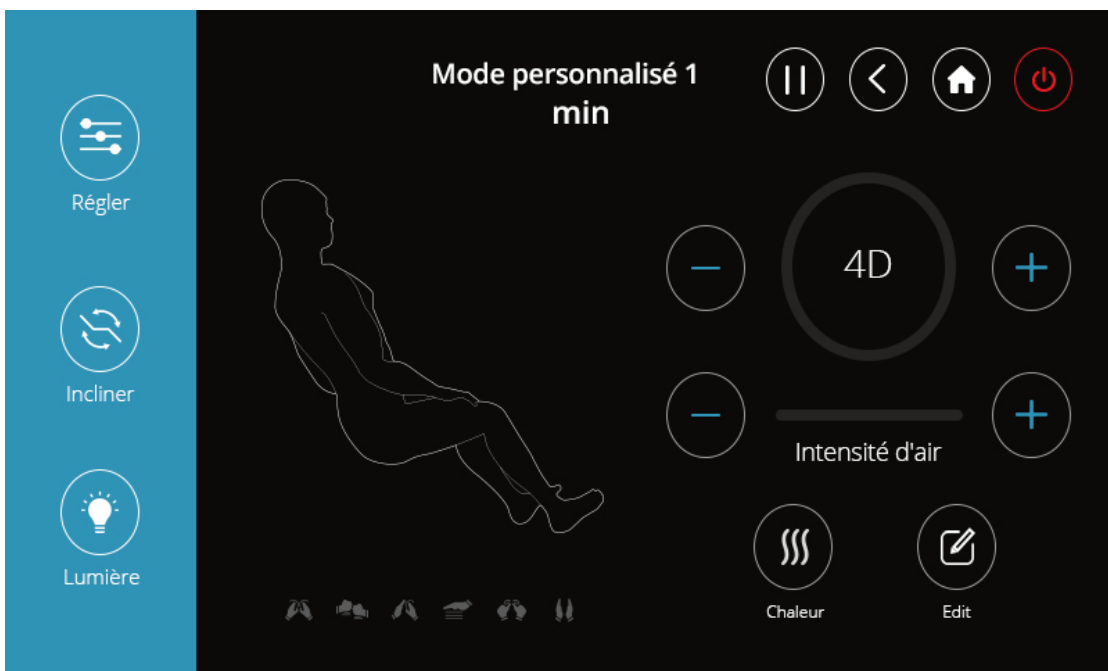 Mode personnalisé 1
min
Régler
4D
Incliner
Intensité d'air
Lumière
Chaleur
Edit